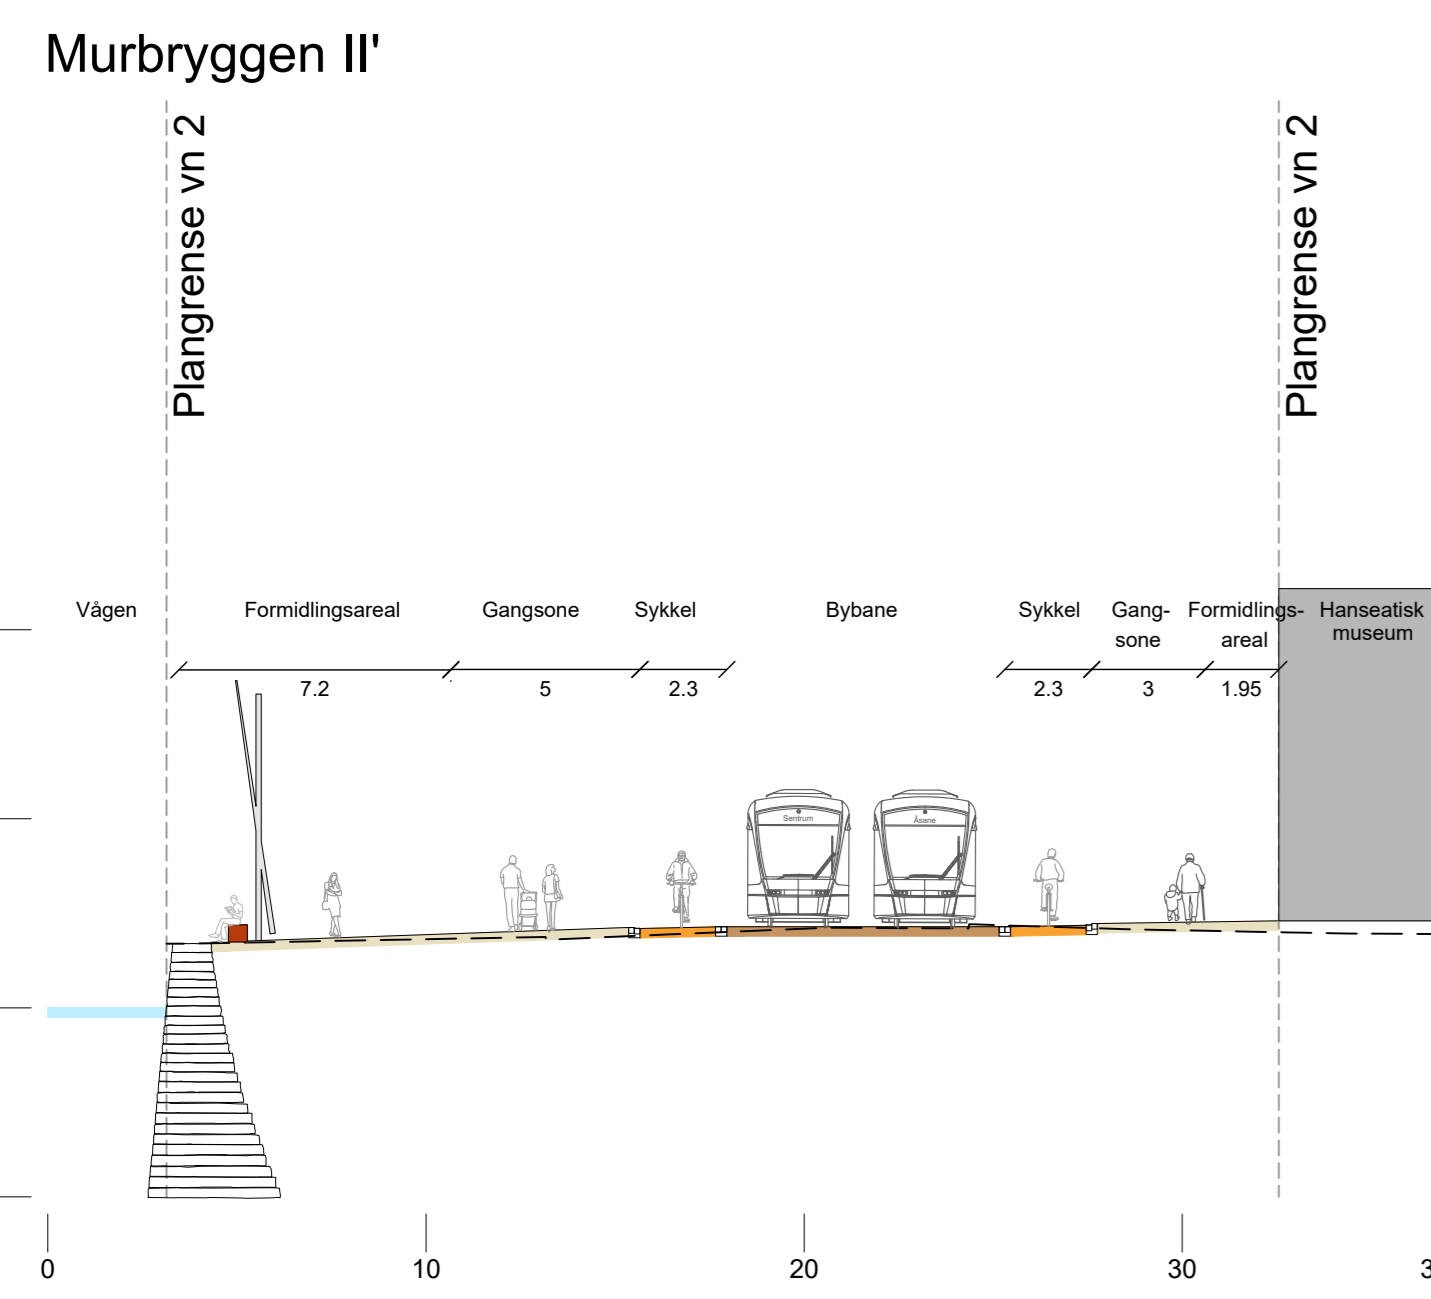 Murbryggen II'
Plangrense vn 2
Plangrense vn 2
Vågen
Formidlingsareal
Gangsone
Sykkel
Bybane
Sykkel
Gang-
sone
Formidlings-
areal
Hanseatisk
museum
7.2
5
2.3
2.3
3
1.95
Sentrum
Åsane
0
10
20
30
3